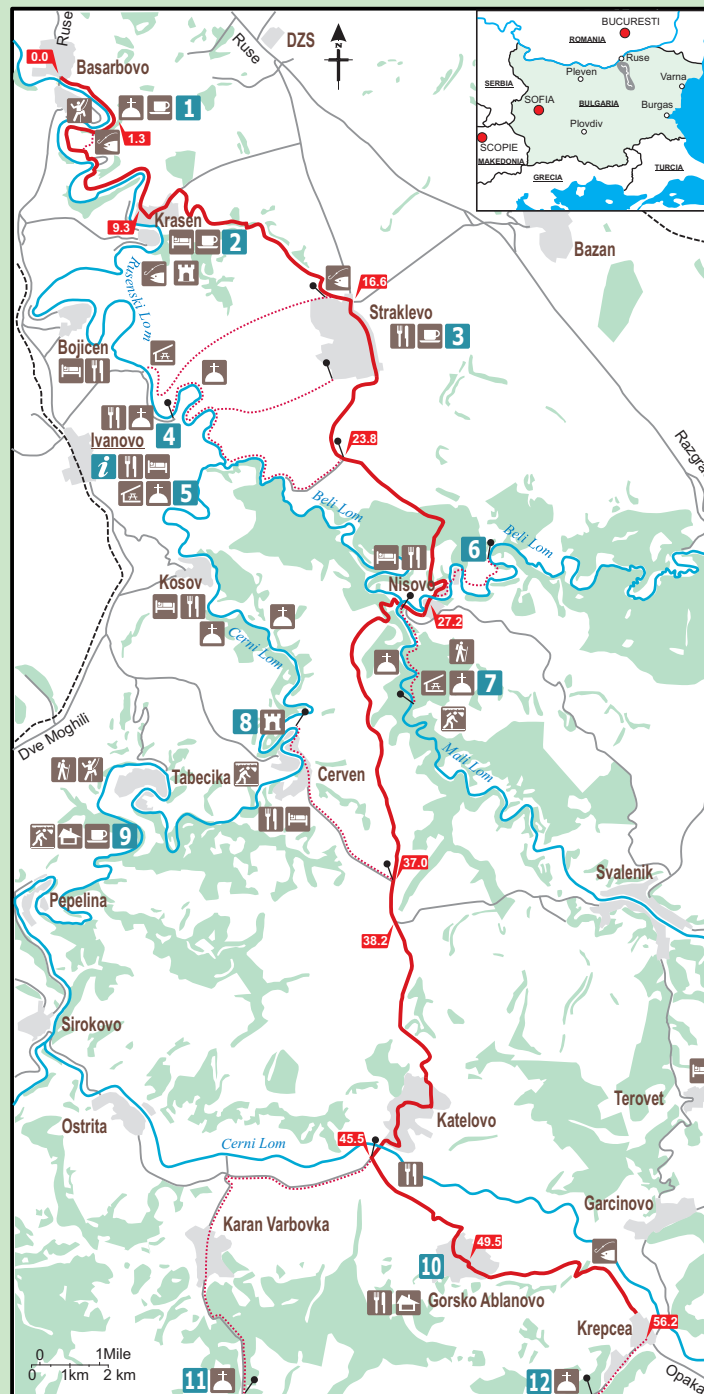 Ruse
0.0
Basarbovo
Ruse
DZS
N
BUCURESTI
ROMANIA
Ruse
Pleven
Varna
SERBIA
SOFIA
BULGARIA
Burgas
Plovdiv
SCOPIE
MAKEDONIA
GRECIA
TURCIA
1
1.3
9.3
Krasen
2
Bazan
Rusenski Lom
16.6
Straklevo
3
Bojicen
4
Ivanovo
i
5
23.8
Razgra
Beli Lom
6
Beli Lom
Nisovo
27.2
Kosov
Cerni Lom
7
8
Dve Moghili
Mali Lom
Tabecika
Cerven
9
37.0
Svalenik
Pepelina
38.2
Sirokovo
Terovet
Katelovo
Ostrita
45.5
Cerni Lom
Garcinovo
Karan Varbovka
49.5
10
Gorsko Ablanovo
56.2
Krepcea
0 1Mile
0 1km 2 km
Opaka
11
12